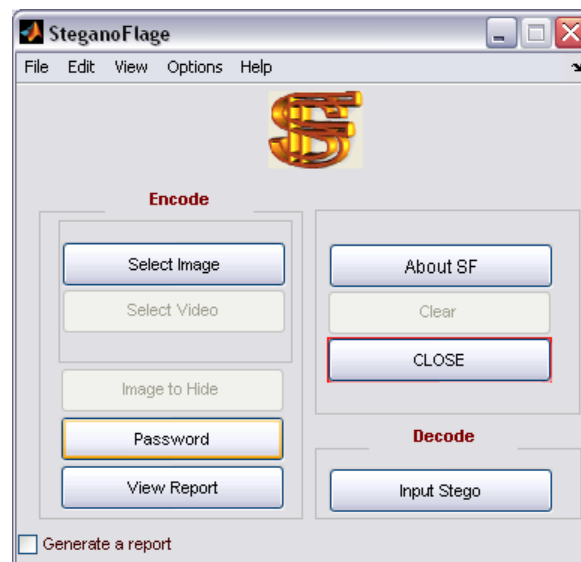 SteganoFlage
File Edit View Options Help
SF
Encode
Select Image
Select Video
Image to Hide
Password
View Report
About SF
Clear
CLOSE
Decode
Input Stego
Generate a report